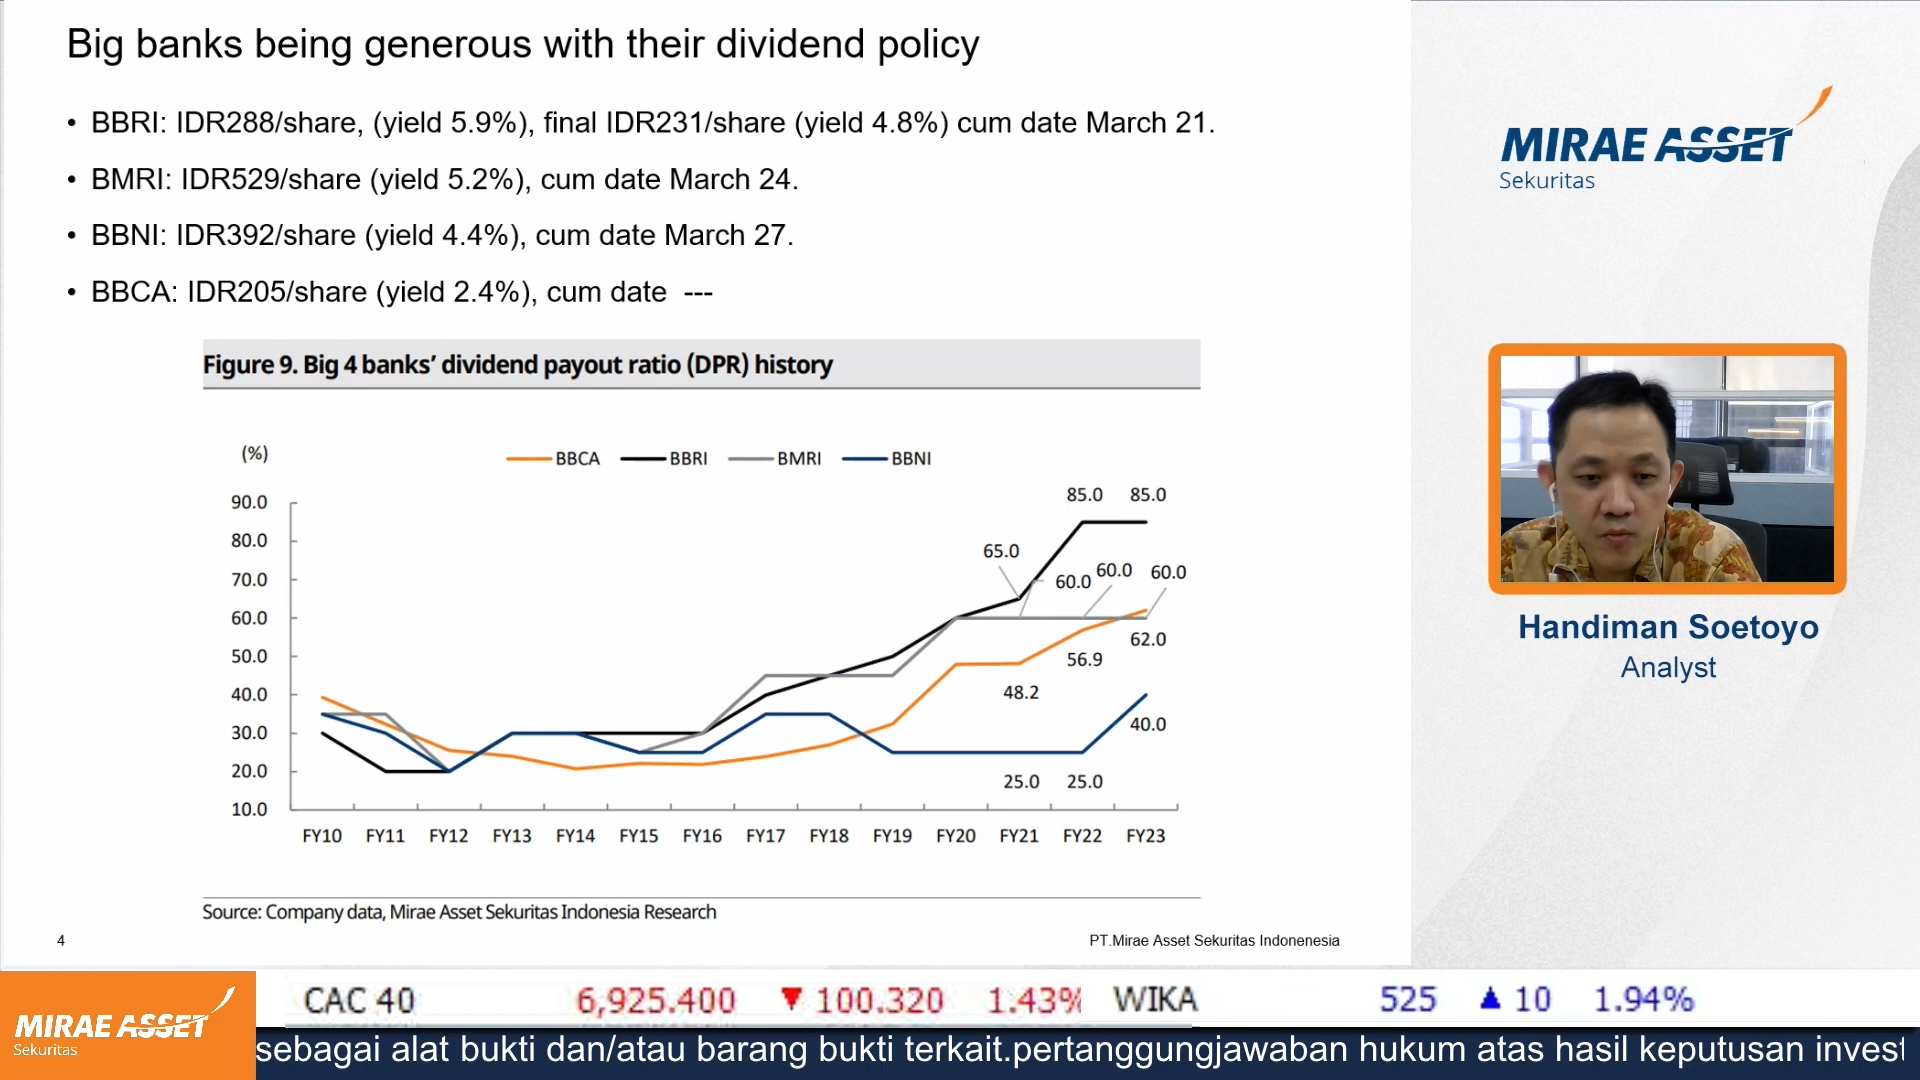 Big banks being generous with their dividend policy
• BBRI: IDR288/share, (yield 5.9%), final IDR231/share (yield 4.8%) cum date March 21.
• BMRI: IDR529/share (yield 5.2%), cum date March 24.
• BBNI: IDR392/share (yield 4.4%), cum date March 27.
• BBCA: IDR205/share (yield 2.4%), cum date ---
Figure 9. Big 4 banks’ dividend payout ratio (DPR) history
(%)
BBCA BBRI BMRI BBNI
90.0
80.0
70.0
60.0
50.0
40.0
30.0
20.0
10.0
85.0 85.0
65.0
60.0 60.0 60.0
62.0
56.9
48.2
40.0
25.0 25.0
FY10 FY11 FY12 FY13 FY14 FY15 FY16 FY17 FY18 FY19 FY20 FY21 FY22 FY23
Source: Company data, Mirae Asset Sekuritas Indonesia Research
4
PT.Mirae Asset Sekuritas Indonenesia
MIRAE ASSET
Sekuritas
Handiman Soetoyo
Analyst
MIRAE ASSET
Sekuritas
CAC 40 6,925.400 ▼ 100.320 1.43% WIKA 525 ▲ 10 1.94%
sebagai alat bukti dan/atau barang bukti terkait.pertanggungjawaban hukum atas hasil keputusan invest